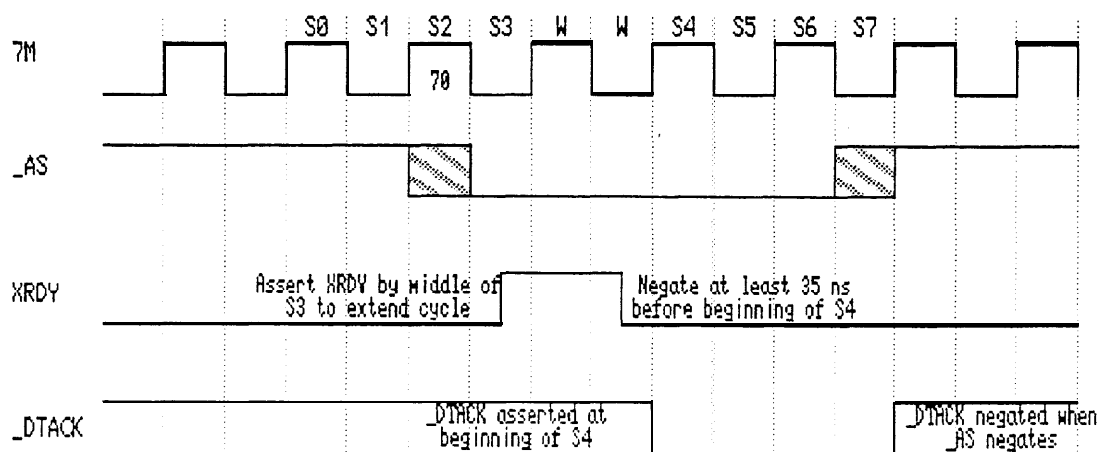 S0 S1 S2 S3 W W S4 S5 S6 S7
7M
70
_AS
XRDY
Assert XRDY by middle of
S3 to extend cycle
Negate at least 35 ns
before beginning of S4
_DTACK
_DTACK asserted at
beginning of S4
_DTACK negated when
_AS negates